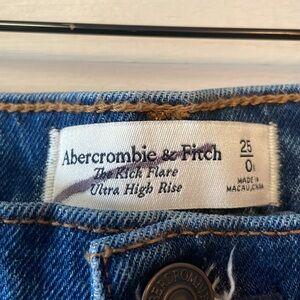 Abercrombie & Fitch
The Kick Flare
Ultra High Rise
25
0
MADE IN
MACAU, CHINA